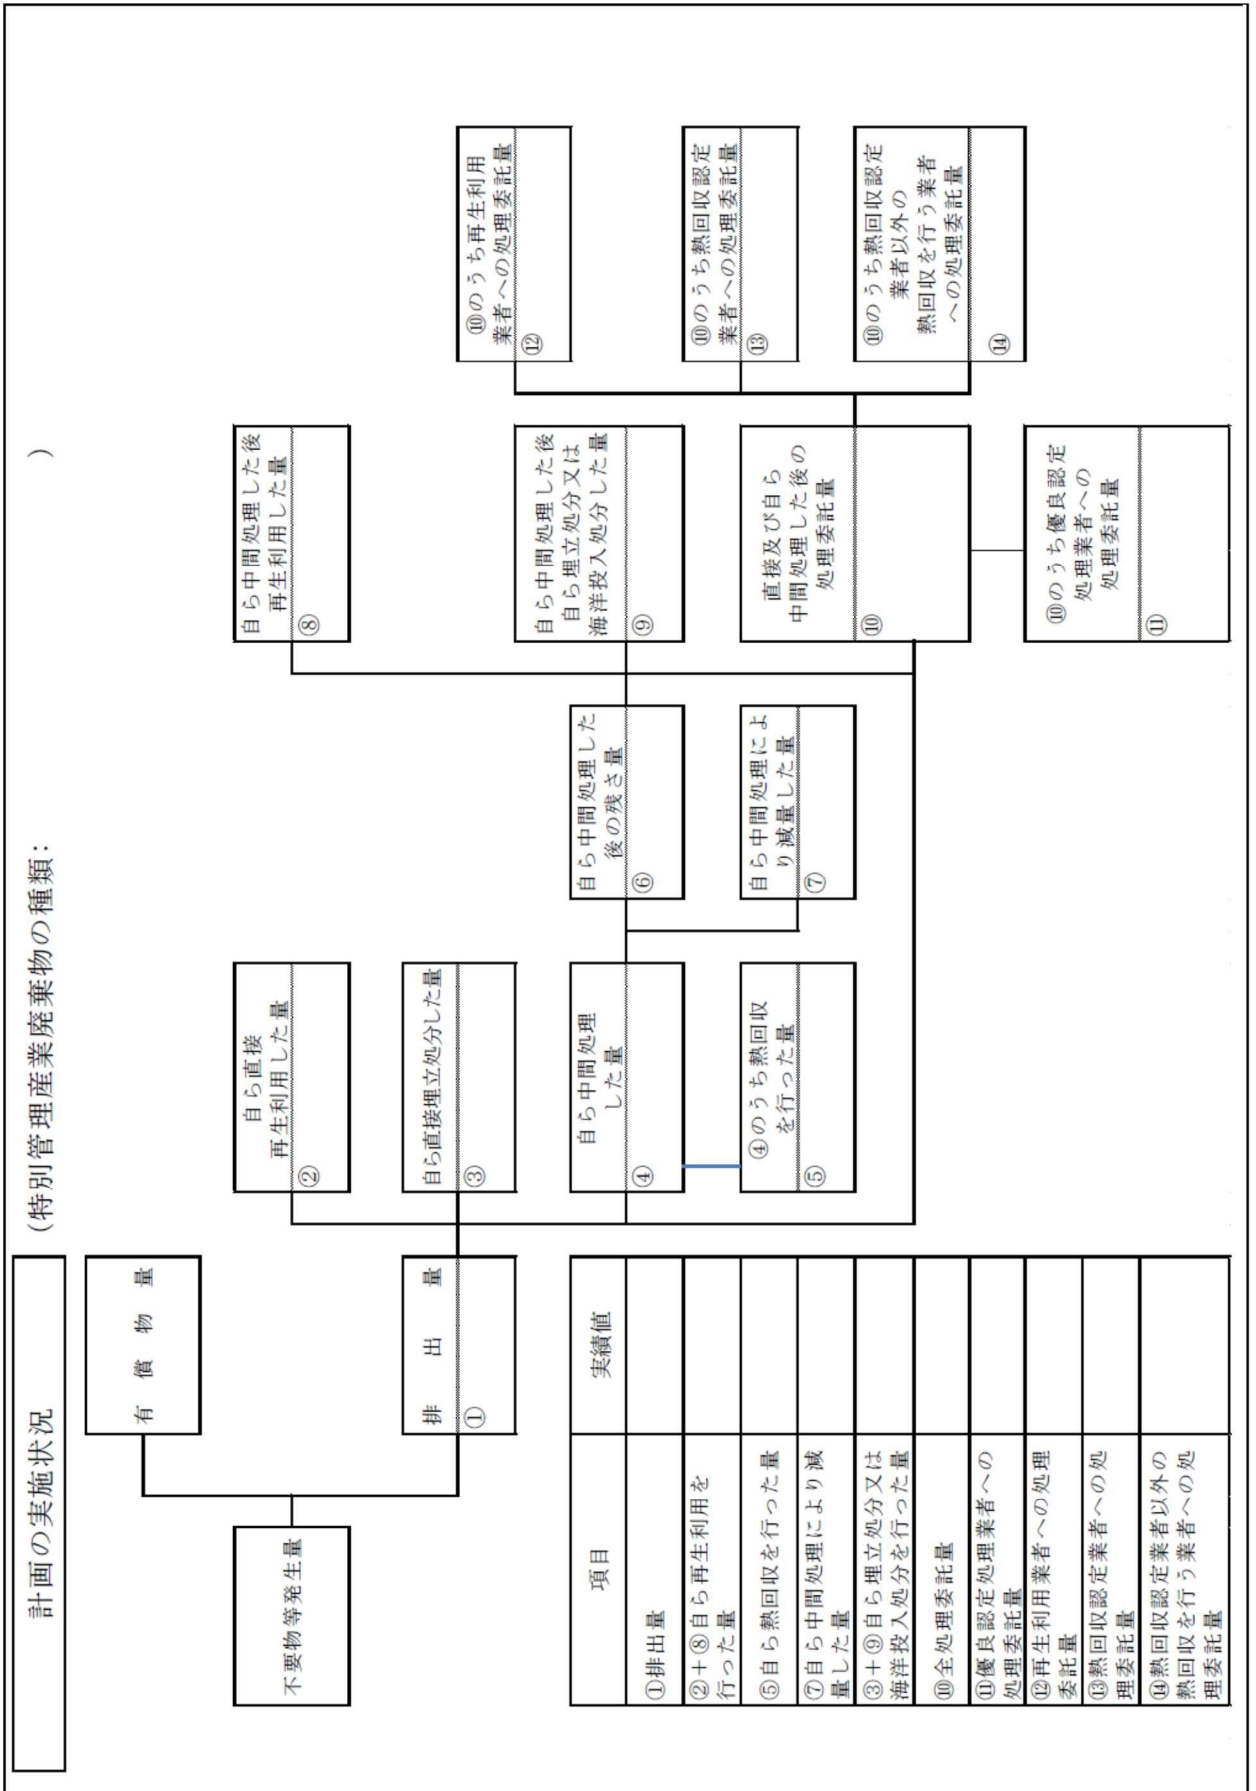 計画の実施状況
(特別管理産業廃棄物の種類: )
不要物等発生量
有償物量
排出量
①
自ら直接
再生利用した量
②
自ら直接埋立処分した量
③
自ら中間処理
した量
④
④のうち熱回収
を行った量
⑤
自ら中間処理した
後の残さ量
⑥
自ら中間処理によ
り減量した量
⑦
自ら中間処理した後
再生利用した量
⑧
自ら中間処理した後
自ら埋立処分又は
海洋投入処分した量
⑨
直接及び自ら
中間処理した後の
処理委託量
⑩
⑩のうち優良認定
処理業者への
処理委託量
⑪
⑩のうち再生利用
業者への処理委託量
⑫
⑩のうち熱回収認定
業者への処理委託量
⑬
⑩のうち熱回収認定
業者以外の
熱回収を行う業者
への処理委託量
⑭
項目
実績値
①排出量
②+⑧自ら再生利用を
行った量
⑤自ら熱回収を行った量
⑦自ら中間処理により減
量した量
③+⑨自ら埋立処分又は
海洋投入処分を行った量
⑩全処理委託量
⑪優良認定処理業者への
処理委託量
⑫再生利用業者への処理
委託量
⑬熱回収認定業者への処
理委託量
⑭熱回収認定業者以外の
熱回収を行う業者への処
理委託量